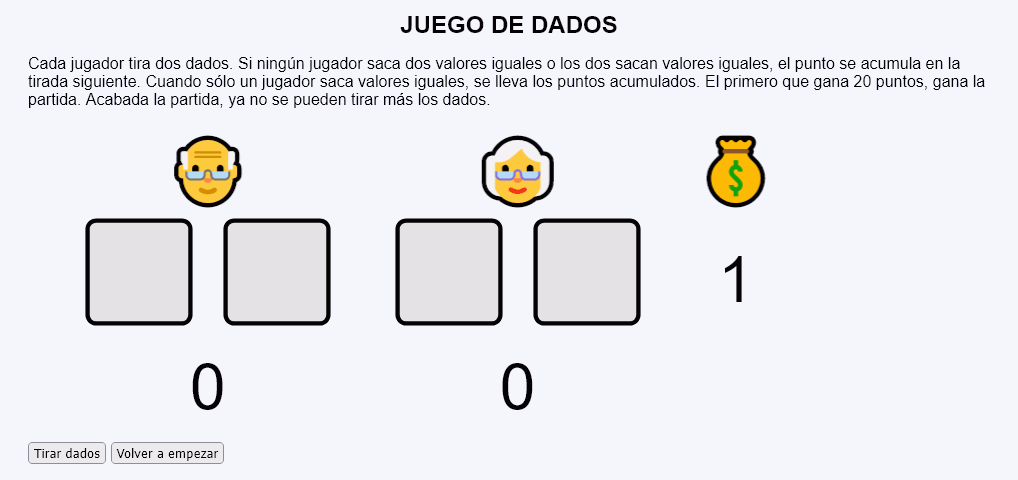 JUEGO DE DADOS
Cada jugador tira dos dados. Si ningún jugador saca dos valores iguales o los dos sacan valores iguales, el punto se acumula en la
tirada siguiente. Cuando sólo un jugador saca valores iguales, se lleva los puntos acumulados. El primero que gana 20 puntos, gana la
partida. Acabada la partida, ya no se pueden tirar más los dados.
$
1
0 0
Tirar dados Volver a empezar